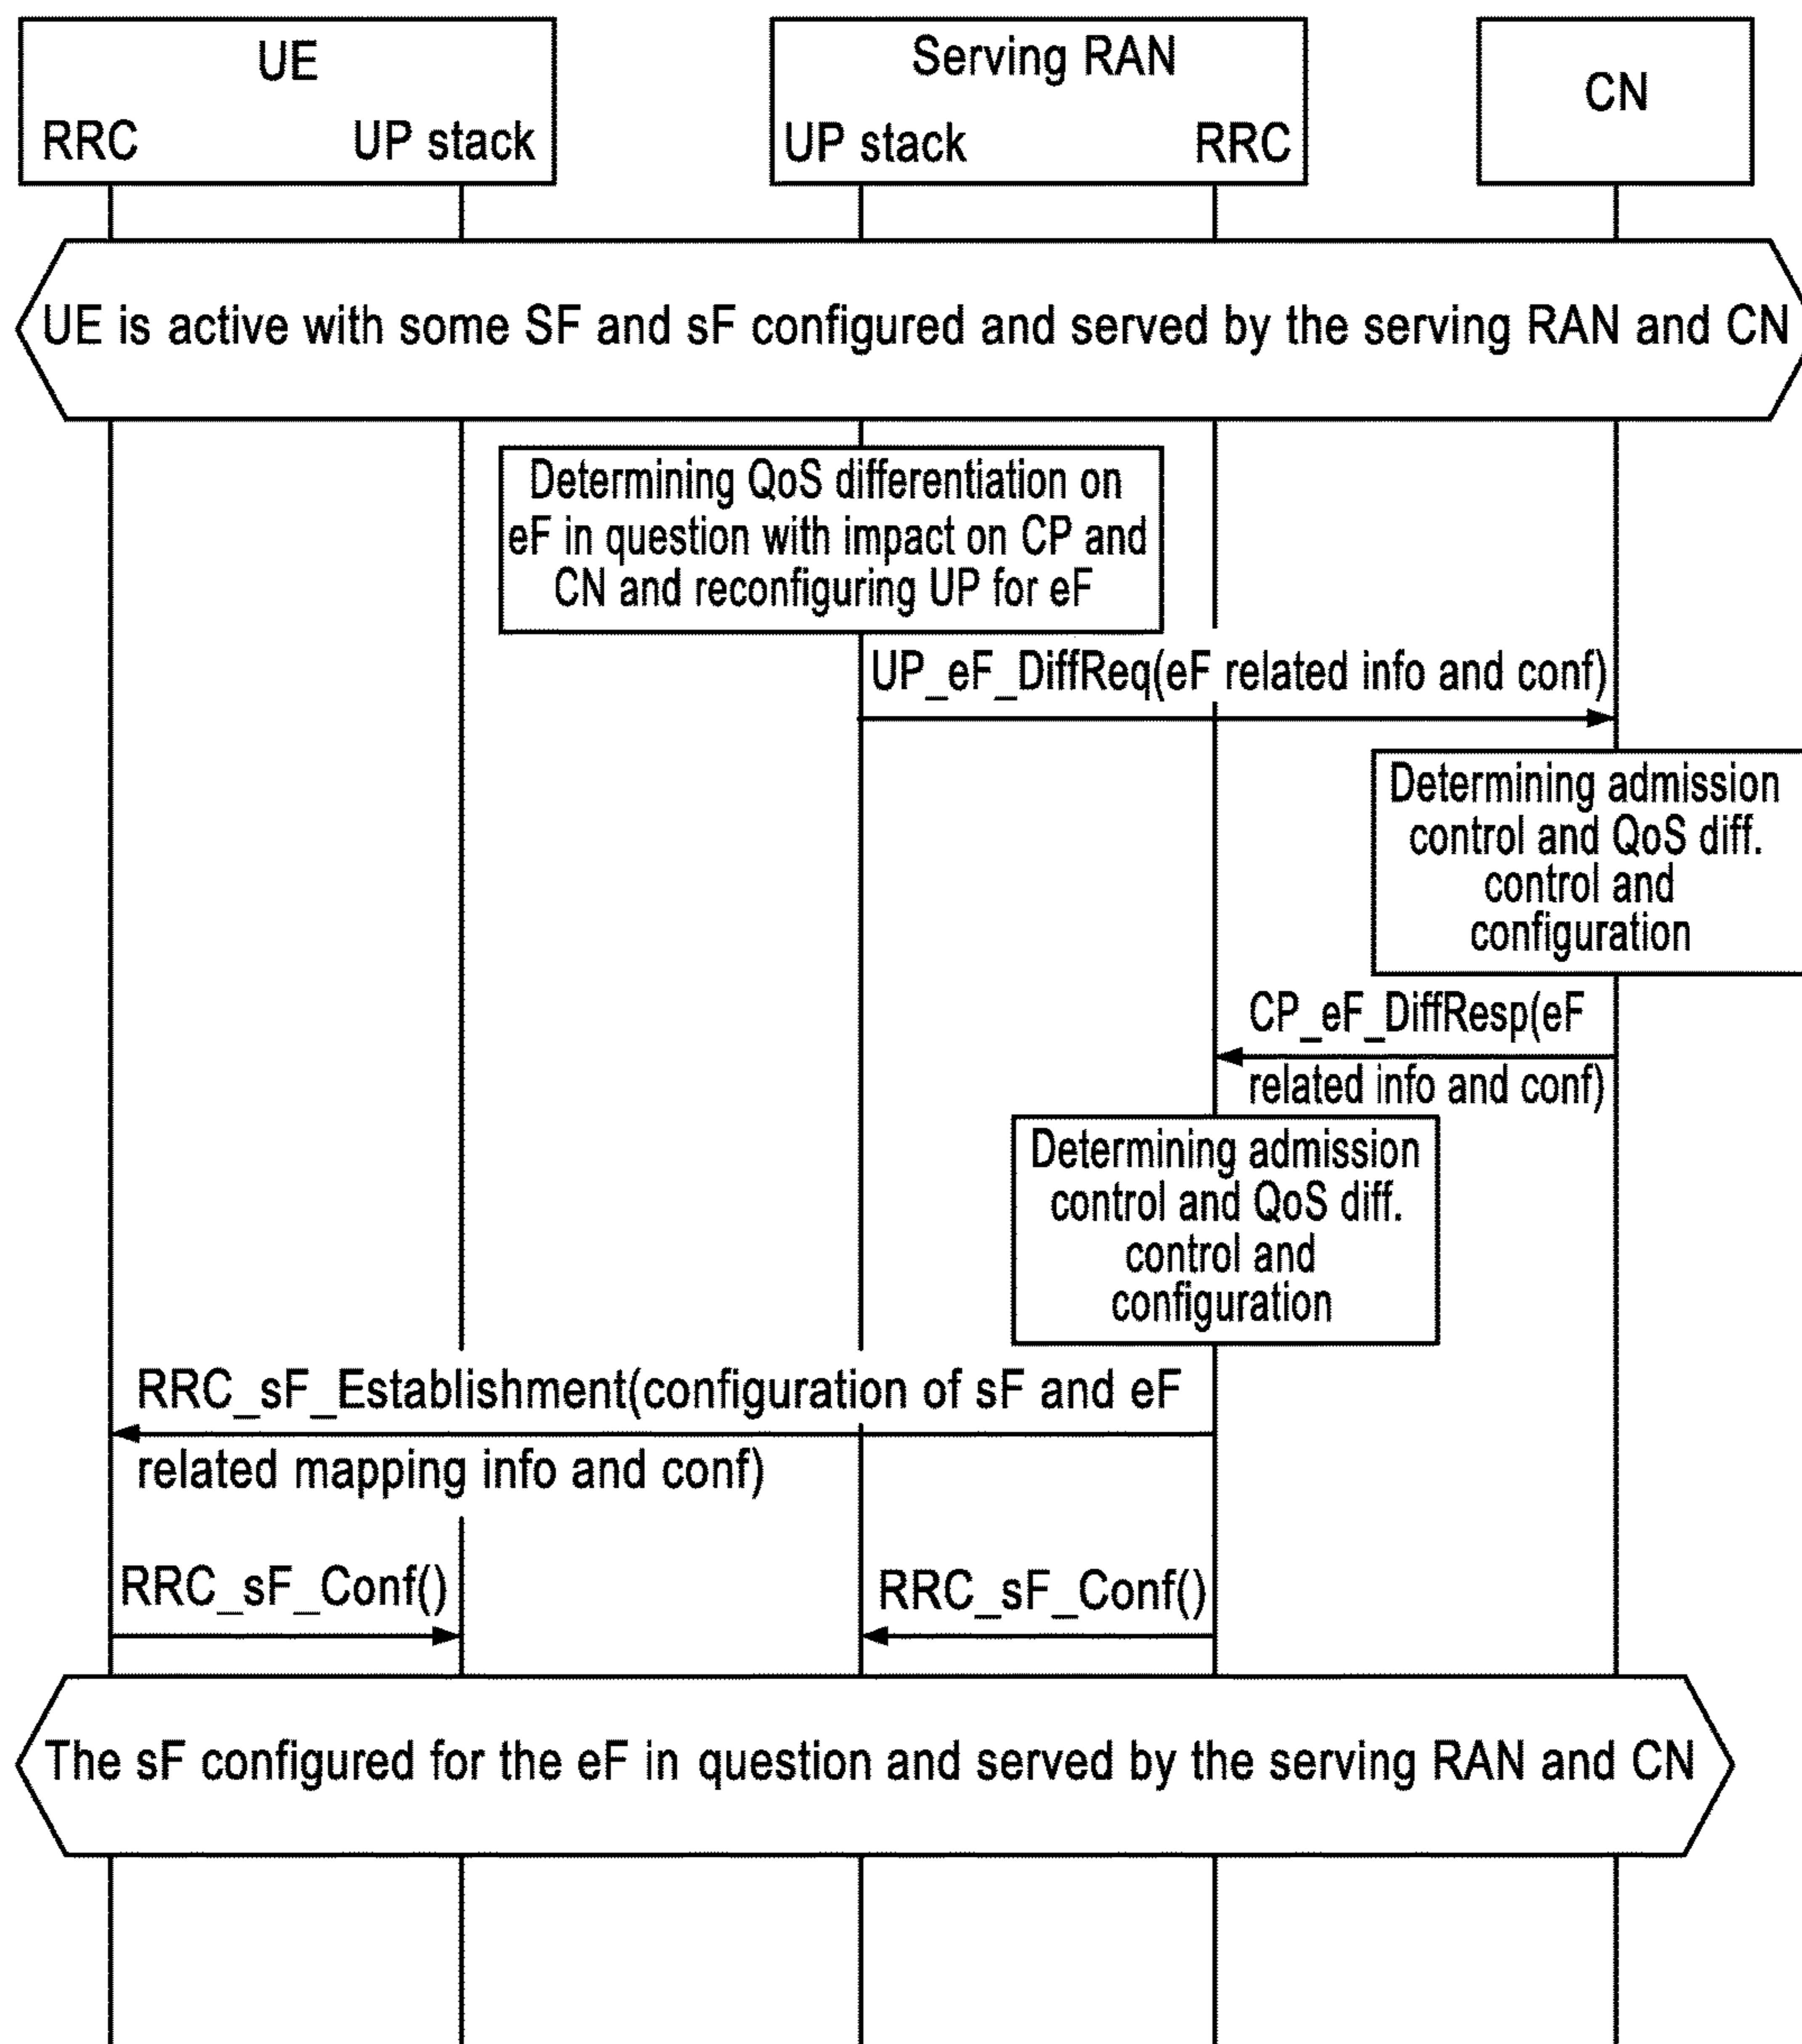 UE
Serving RAN
CN
RRC
UP stack
UP stack
RRC
UE is active with some SF and sF configured and served by the serving RAN and CN
Determining QoS differentiation on
eF in question with impact on CP and
CN and reconfiguring UP for eF
UP_eF_DiffReq(eF related info and conf)
Determining admission
control and QoS diff.
control and
configuration
CP_eF_DiffResp(eF
related info and conf)
Determining admission
control and QoS diff.
control and
configuration
RRC_sF_Establishment(configuration of sF and eF
related mapping info and conf)
RRC_sF_Conf()
RRC_sF_Conf()
The sF configured for the eF in question and served by the serving RAN and CN